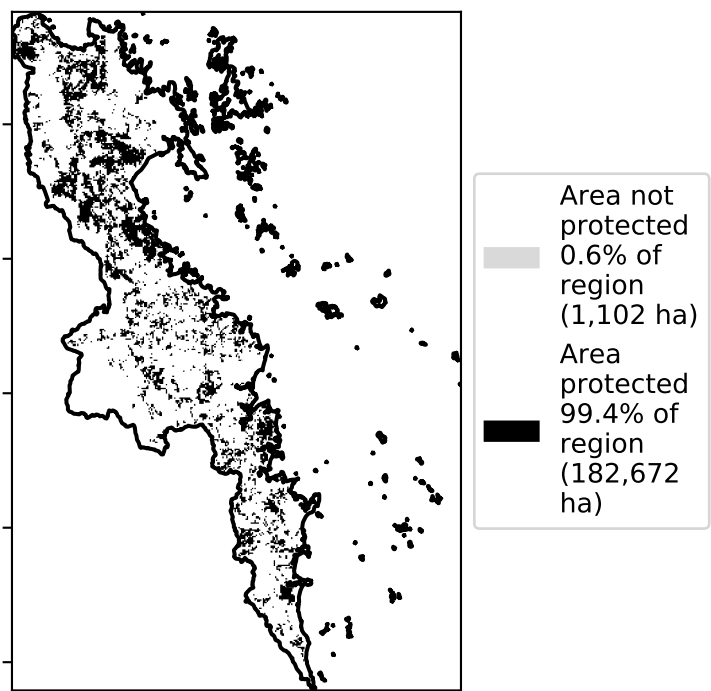 Area not
protected
0.6% of
region
(1,102 ha)
Area
protected
99.4% of
region
(182,672
ha)